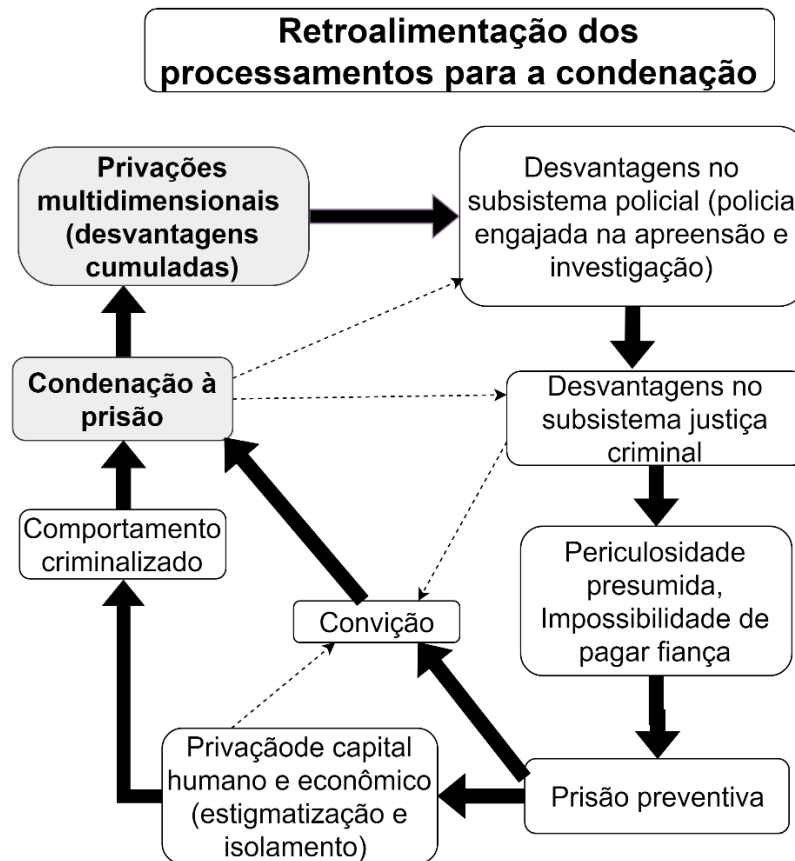 Retroalimentação dos
processamentos para a condenação
Privações
multidimensionais
(desvantagens
cumuladas)
Desvantagens no
subsistema policial (policia
engajada na apreensão e
investigação)
Condenação à
prisão
Desvantagens no
subsistema justiça
criminal
Comportamento
criminalizado
Periculosidade
presumida,
Impossibilidade de
pagar fiança
Convição
Privaçãode capital
humano e econômico
(estigmatização e
isolamento)
Prisão preventiva